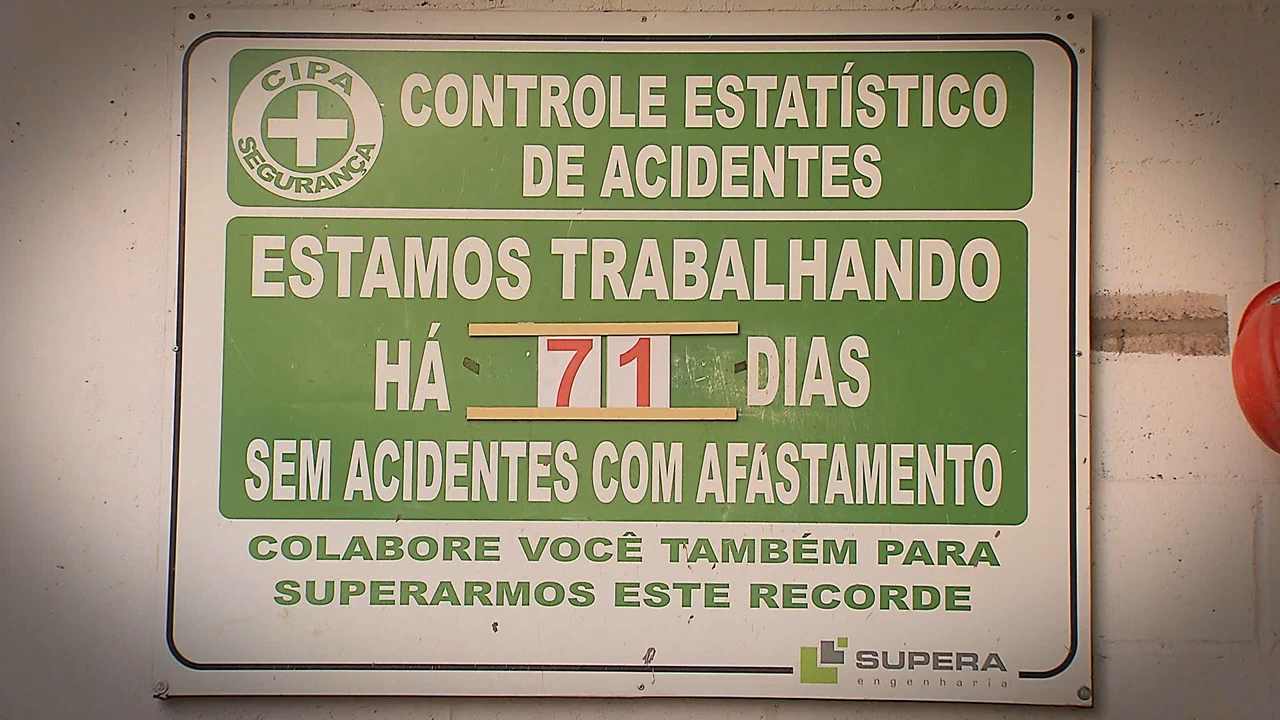 CIPA
SEGURANÇA
CONTROLE ESTATÍSTICO
DE ACIDENTES
ESTAMOS TRABALHANDO
HÁ 71 DIAS
SEM ACIDENTES COM AFASTAMENTO
COLABORE VOCÊ TAMBÉM PARA
SUPERARMOS ESTE RECORDE
SUPERA
engenharia